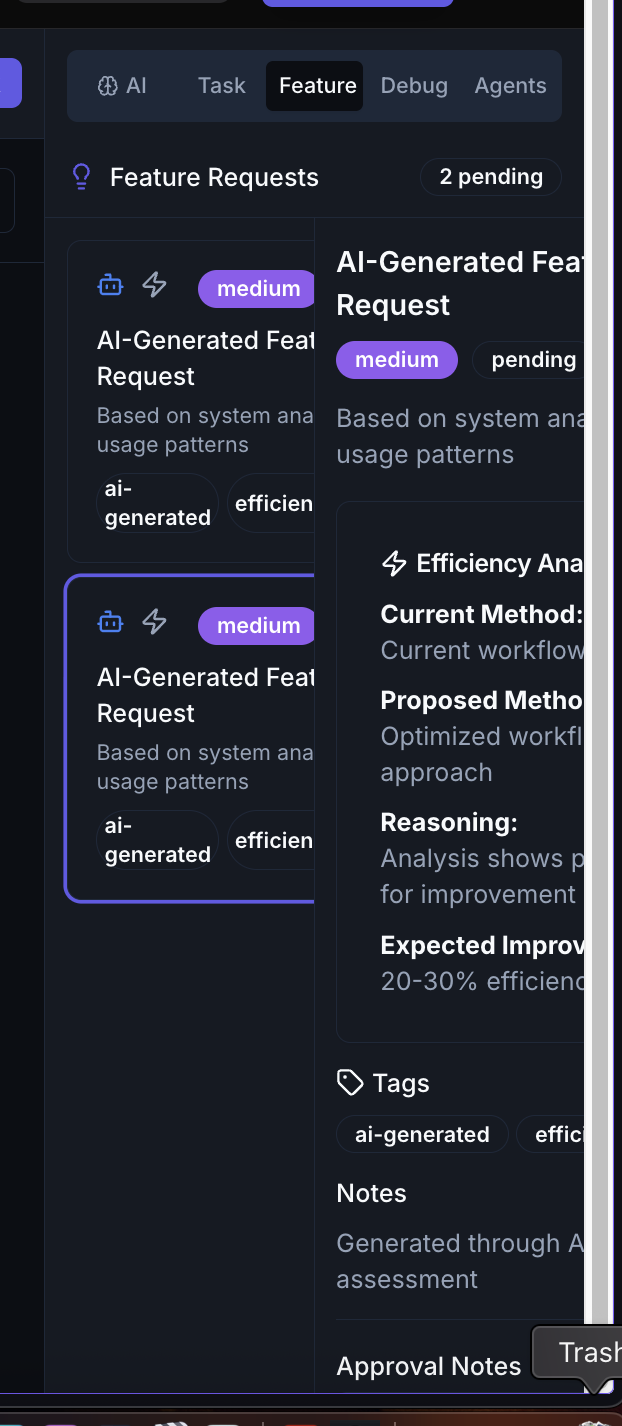 AI Task Feature Debug Agents
Feature Requests 2 pending
medium
AI-Generated Feat
Request
Based on system ana
usage patterns
ai-
generated
efficien
medium
AI-Generated Feat
Request
Based on system ana
usage patterns
ai-
generated
efficien
AI-Generated Feat
Request
medium pending
Based on system ana
usage patterns
Efficiency Ana
Current Method:
Current workflow
Proposed Metho
Optimized workfl
approach
Reasoning:
Analysis shows p
for improvement
Expected Improv
20-30% efficienc
Tags
ai-generated effici
Notes
Generated through A
assessment
Approval Notes
Trash